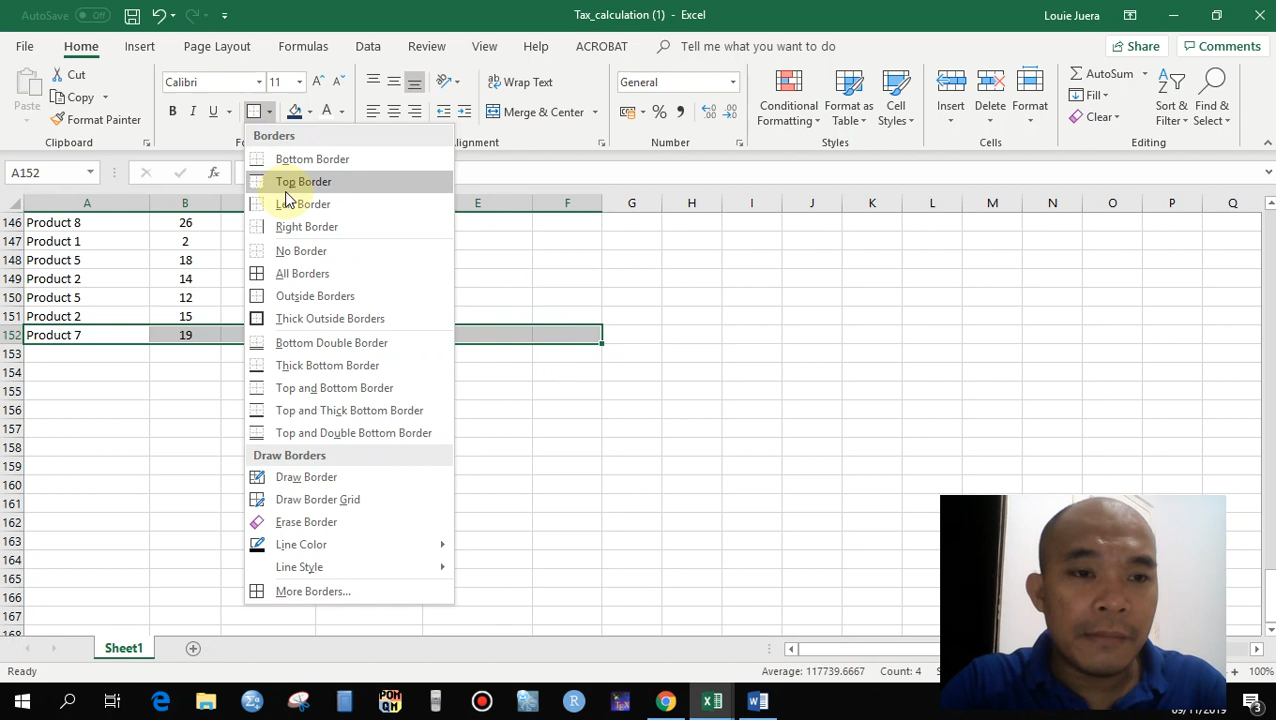 AutoSave Off
Tax_calculation (1) - Excel
Louie Juera
File Home Insert Page Layout Formulas Data Review View Help ACROBAT Tell me what you want to do Share Comments
Paste
Cut
Copy
Format Painter
Clipboard
Calibri 11
B I U
Wrap Text
Merge & Center
Alignment
General
Number
Conditional Formatting
Format as Table
Cell Styles
Styles
Insert
Delete
Format
Cells
AutoSum
Fill
Clear
Sort & Filter
Find & Select
Editing
A152
fx
A B E F G H I J K L M N O P Q
146 Product 8 26
147 Product 1 2
148 Product 5 18
149 Product 2 14
150 Product 5 12
151 Product 2 15
152 Product 7 19
153
154
155
156
157
158
159
160
161
162
163
164
165
166
167
168
Borders
Bottom Border
Top Border
Left Border
Right Border
No Border
All Borders
Outside Borders
Thick Outside Borders
Bottom Double Border
Thick Bottom Border
Top and Bottom Border
Top and Thick Bottom Border
Top and Double Bottom Border
Draw Borders
Draw Border
Draw Border Grid
Erase Border
Line Color
Line Style
More Borders...
Sheet1
Ready
Average: 117739.6667 Count: 4
100%
09/11/2019